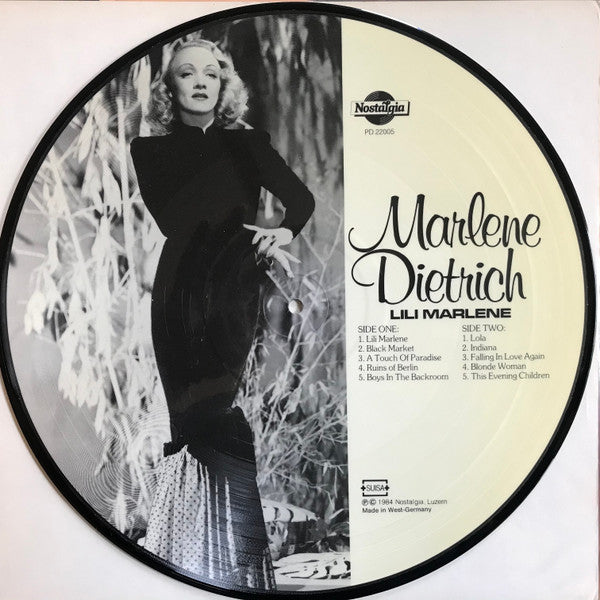 Nostalgia
PD 22005
Marlene
Dietrich
LILI MARLENE
SIDE ONE:
1. Lili Marlene
2. Black Market
3. A Touch Of Paradise
4. Ruins of Berlin
5. Boys In The Backroom
SIDE TWO:
1. Lola
2. Indiana
3. Falling In Love Again
4. Blonde Woman
5. This Evening Children
SUISA
℗ © 1984 Nostalgia, Luzern
Made in West-Germany